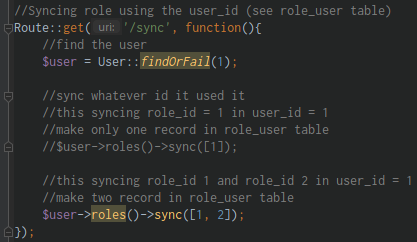 //Syncing role using the user_id (see role_user table)
Route::get( uri: '/sync', function(){
//find the user
$user = User::findOrFail(1);
//sync whatever id it used it
//this syncing role_id = 1 in user_id = 1
//make only one record in role_user table
//$user->roles()->sync([1]);
//this syncing role_id 1 and role_id 2 in user_id = 1
//make two record in role_user table
$user->roles()->sync([1, 2]);
});